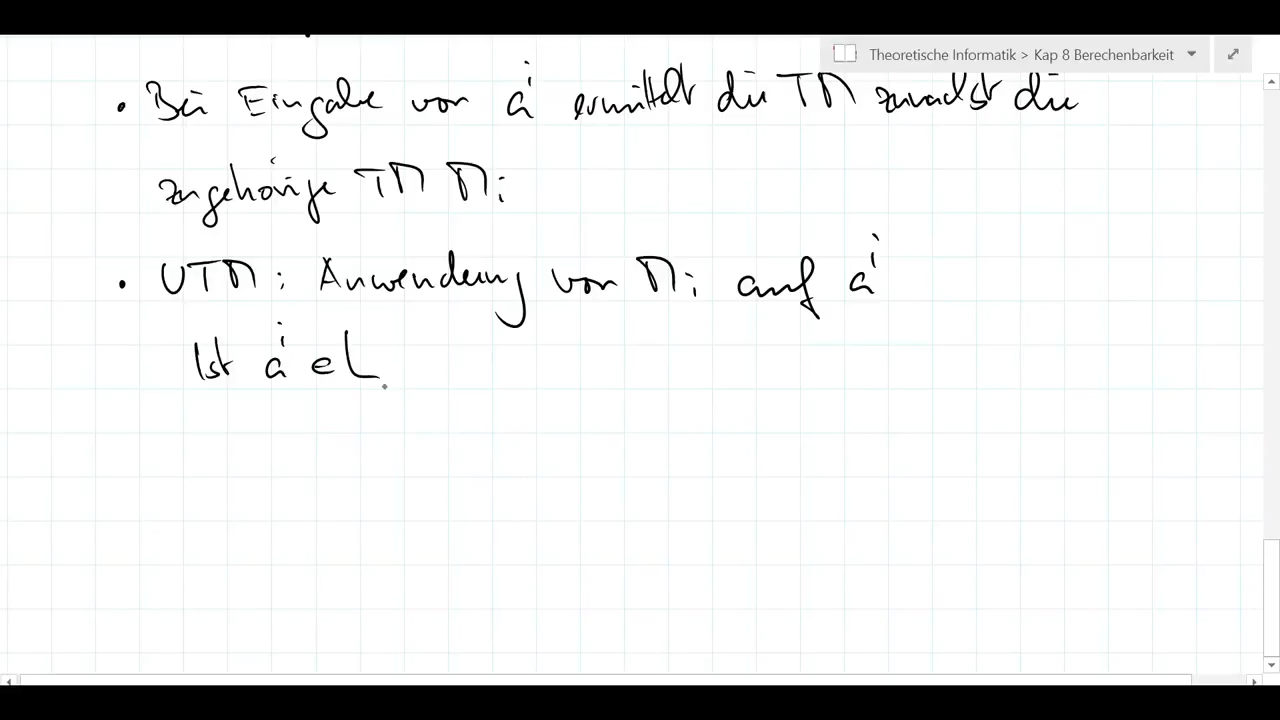 Theoretische Informatik > Kap 8 Berechenbarkeit
• Bei Eingabe von aⁱ ermittelt die TM zunächst die
zugehörige TM Mi
• UTM: Anwendung von Mi auf aⁱ
Ist aⁱ ∈ L